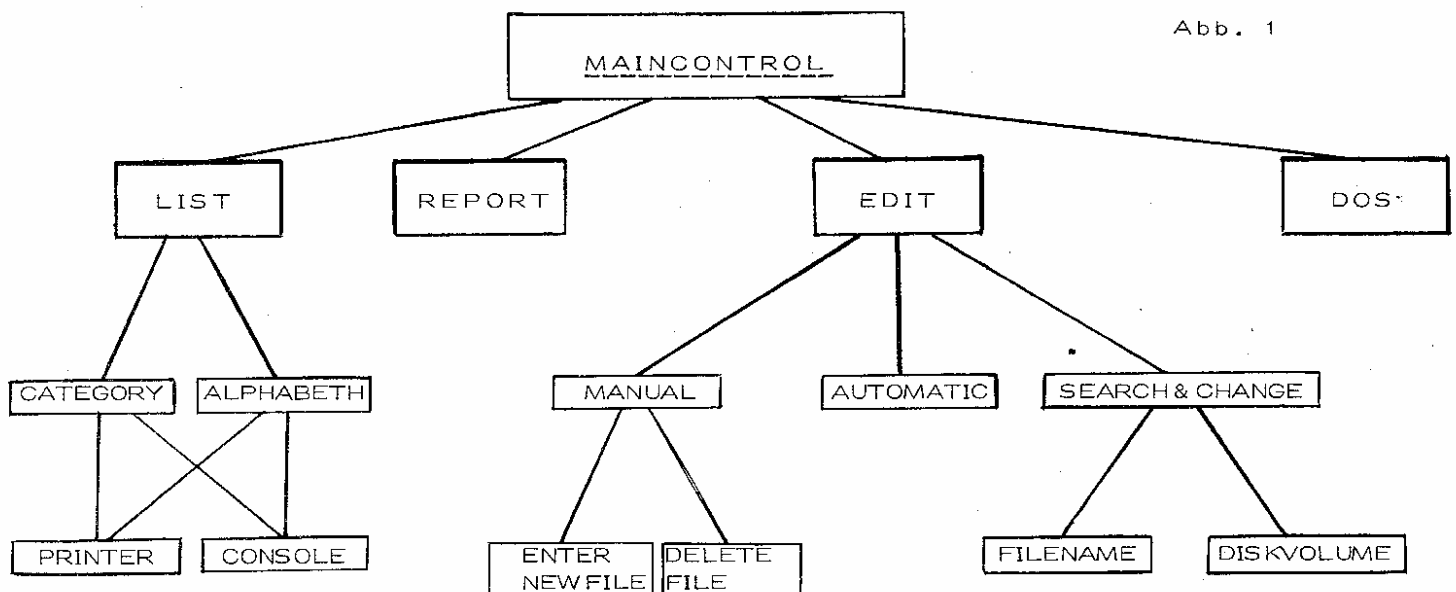 Abb. 1
MAINCONTROL
LIST
REPORT
EDIT
DOS
CATEGORY
ALPHABETH
MANUAL
AUTOMATIC
SEARCH & CHANGE
PRINTER
CONSOLE
ENTER
NEW FILE
DELETE
FILE
FILENAME
DISKVOLUME